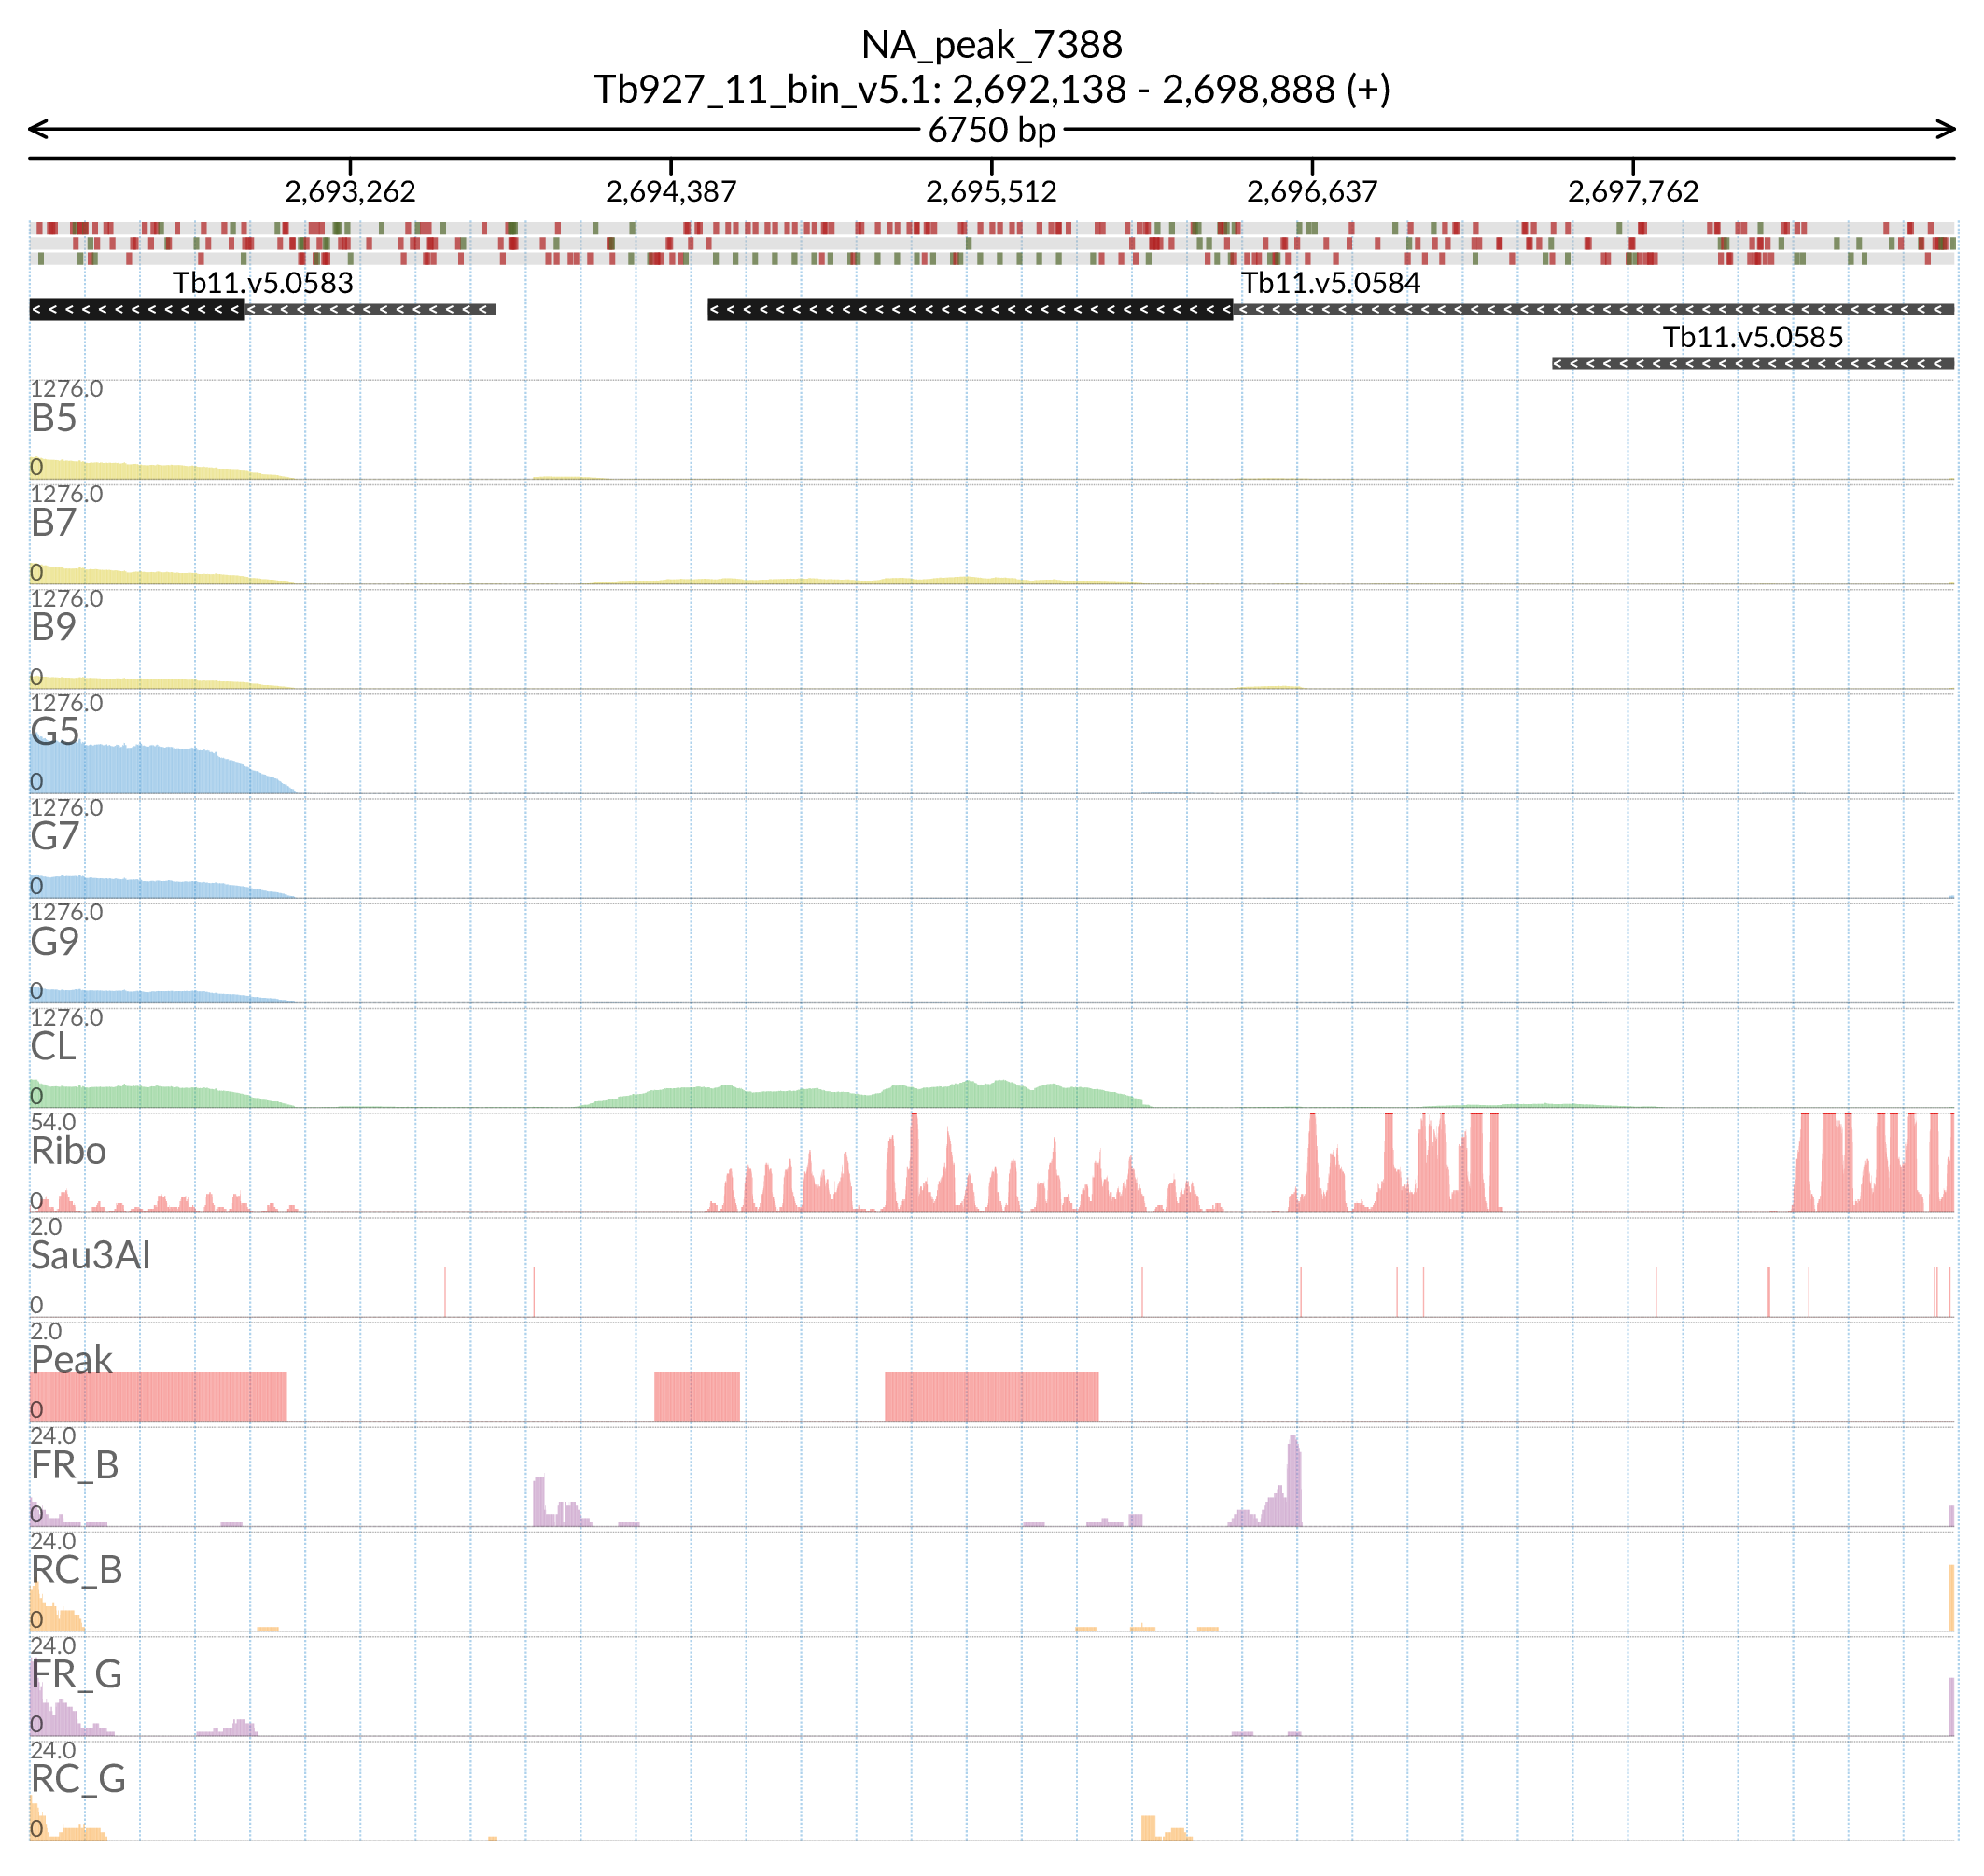 NA_peak_7388
Tb927_11_bin_v5.1: 2,692,138 - 2,698,888 (+)
6750 bp
2,693,262 2,694,387 2,695,512 2,696,637 2,697,762
Tb11.v5.0583 Tb11.v5.0584
Tb11.v5.0585
1276.0
B5
0
1276.0
B7
0
1276.0
B9
0
1276.0
G5
0
1276.0
G7
0
1276.0
G9
0
1276.0
CL
0
54.0
Ribo
0
2.0
Sau3AI
0
2.0
Peak
0
24.0
FR_B
0
24.0
RC_B
0
24.0
FR_G
0
24.0
RC_G
0